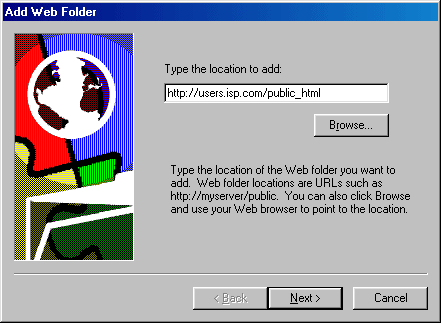 Add Web Folder
Type the location to add:
http://users.isp.com/public_html
Browse...
Type the location of the Web folder you want to
add. Web folder locations are URLs such as
http://myserver/public. You can also click Browse
and use your Web browser to point to the location.
< Back
Next >
Cancel